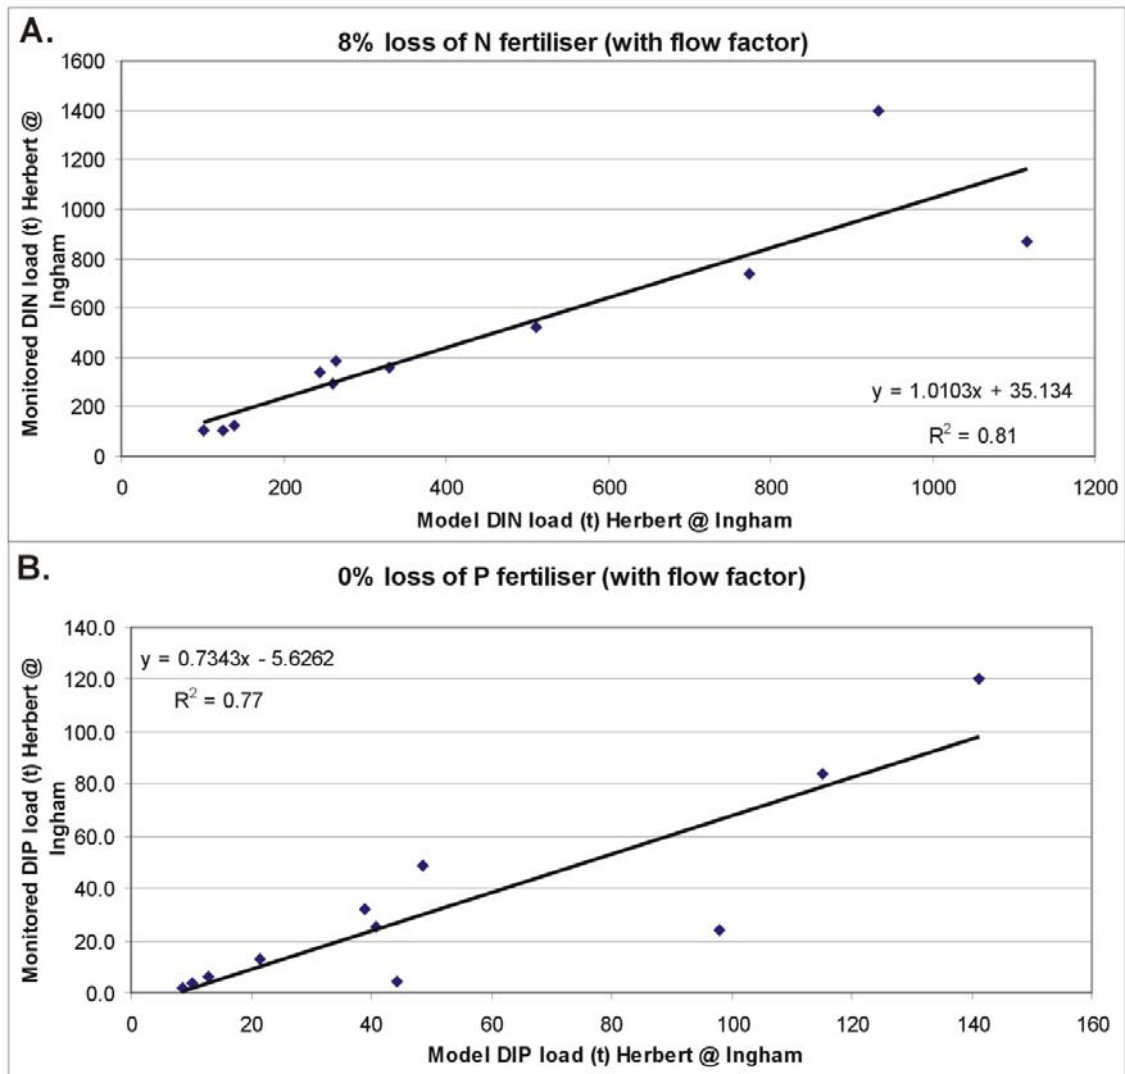 A.
8% loss of N fertiliser (with flow factor)
1600
1400
1200
1000
800
600
400
200
0
Monitored DIN load (t) Herbert @
Ingham
y = 1.0103x + 35.134
R² = 0.81
0 200 400 600 800 1000 1200
Model DIN load (t) Herbert @ Ingham
B.
0% loss of P fertiliser (with flow factor)
140.0
120.0
100.0
80.0
60.0
40.0
20.0
0.0
Monitored DIP load (t) Herbert @
Ingham
y = 0.7343x - 5.6262
R² = 0.77
0 20 40 60 80 100 120 140 160
Model DIP load (t) Herbert @ Ingham